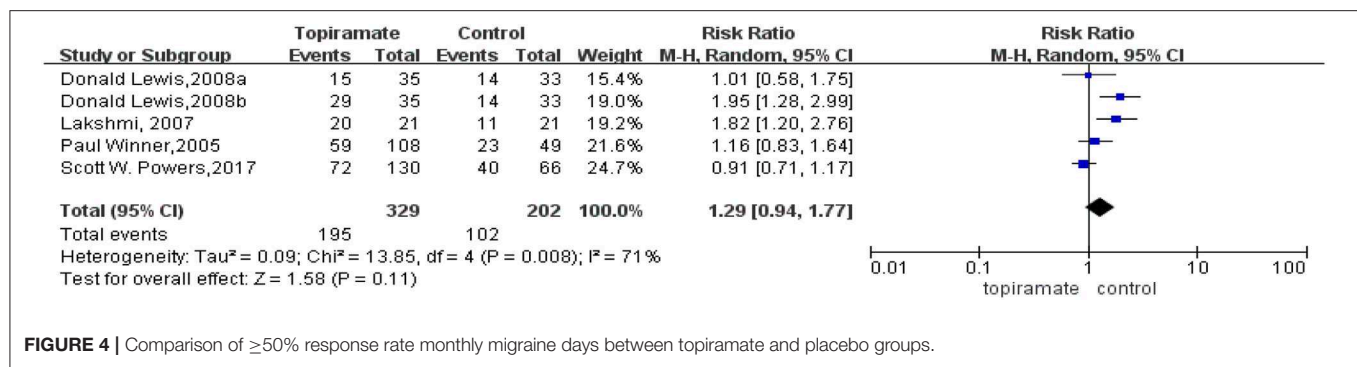 Topiramate Control Risk Ratio Risk Ratio
Study or Subgroup Events Total Events Total Weight M-H, Random, 95% CI M-H, Random, 95% CI
Donald Lewis,2008a 15 35 14 33 15.4% 1.01 [0.58, 1.75]
Donald Lewis,2008b 29 35 14 33 19.0% 1.95 [1.28, 2.99]
Lakshmi, 2007 20 21 11 21 19.2% 1.82 [1.20, 2.76]
Paul Winner,2005 59 108 23 49 21.6% 1.16 [0.83, 1.64]
Scott W. Powers,2017 72 130 40 66 24.7% 0.91 [0.71, 1.17]
Total (95% CI) 329 202 100.0% 1.29 [0.94, 1.77]
Total events 195 102
Heterogeneity: Tau² = 0.09; Chi² = 13.85, df = 4 (P = 0.008); I² = 71%
Test for overall effect: Z = 1.58 (P = 0.11)
0.01 0.1 1 10 100
topiramate control
FIGURE 4 | Comparison of ≥50% response rate monthly migraine days between topiramate and placebo groups.